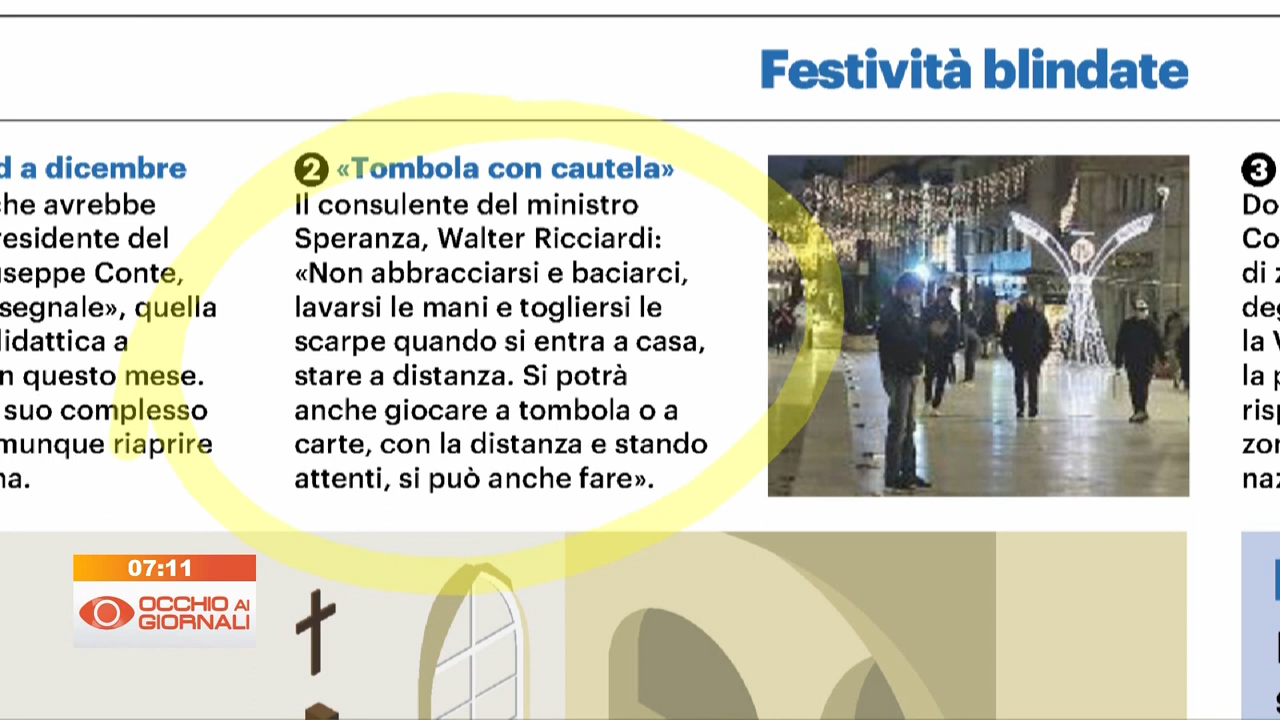 Festività blindate
d a dicembre
che avrebbe
residente del
useppe Conte,
segnale», quella
didattica a
n questo mese.
suo complesso
munque riaprire
na.
2 «Tombola con cautela»
Il consulente del ministro
Speranza, Walter Ricciardi:
«Non abbracciarsi e baciarci,
lavarsi le mani e togliersi le
scarpe quando si entra a casa,
stare a distanza. Si potrà
anche giocare a tombola o a
carte, con la distanza e stando
attenti, si può anche fare».
3
Do
Co
di
deg
la
la
ris
zon
naz
07:11
OCCHIO AI
GIORNALI